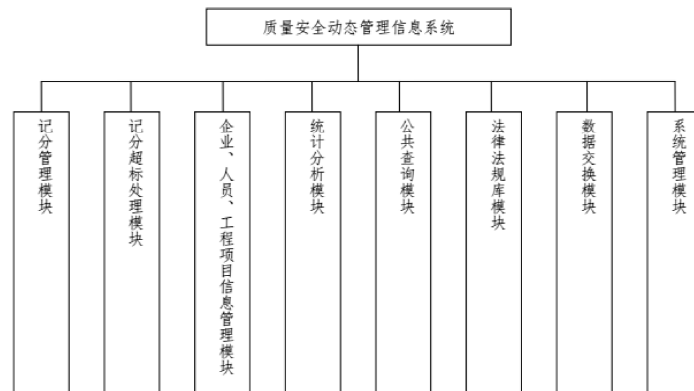 质量安全动态管理信息系统
记分管理模块
记分超标处理模块
企业、人员、工程项目信息管理模块
统计分析模块
公共查询模块
法律法规库模块
数据交换模块
系统管理模块